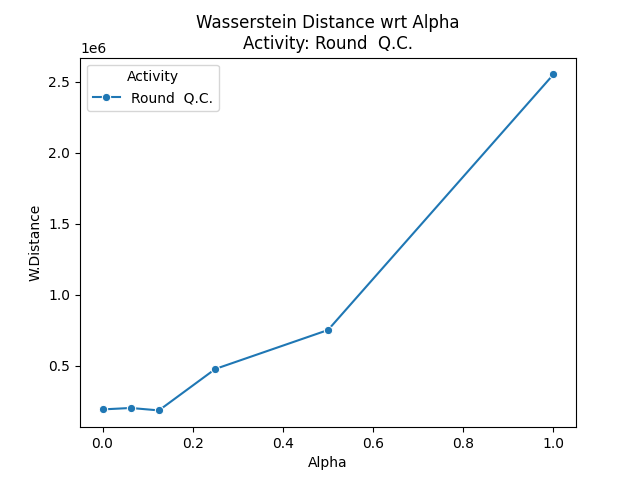 Wasserstein Distance wrt Alpha
Activity: Round  Q.C.
1e6
Activity
Round  Q.C.
2.5
2.0
1.5
1.0
0.5
W.Distance
0.0 0.2 0.4 0.6 0.8 1.0
Alpha